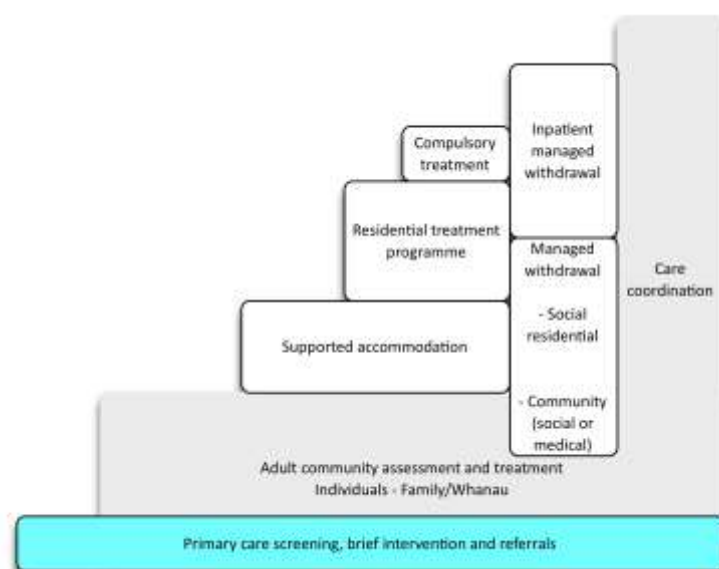 Compulsory
treatment
Inpatient
managed
withdrawal
Residential treatment
programme
Managed
withdrawal
- Social
residential
- Community
(social or
medical)
Care
coordination
Supported accommodation
Adult community assessment and treatment
Individuals - Family/Whanau
Primary care screening, brief intervention and referrals